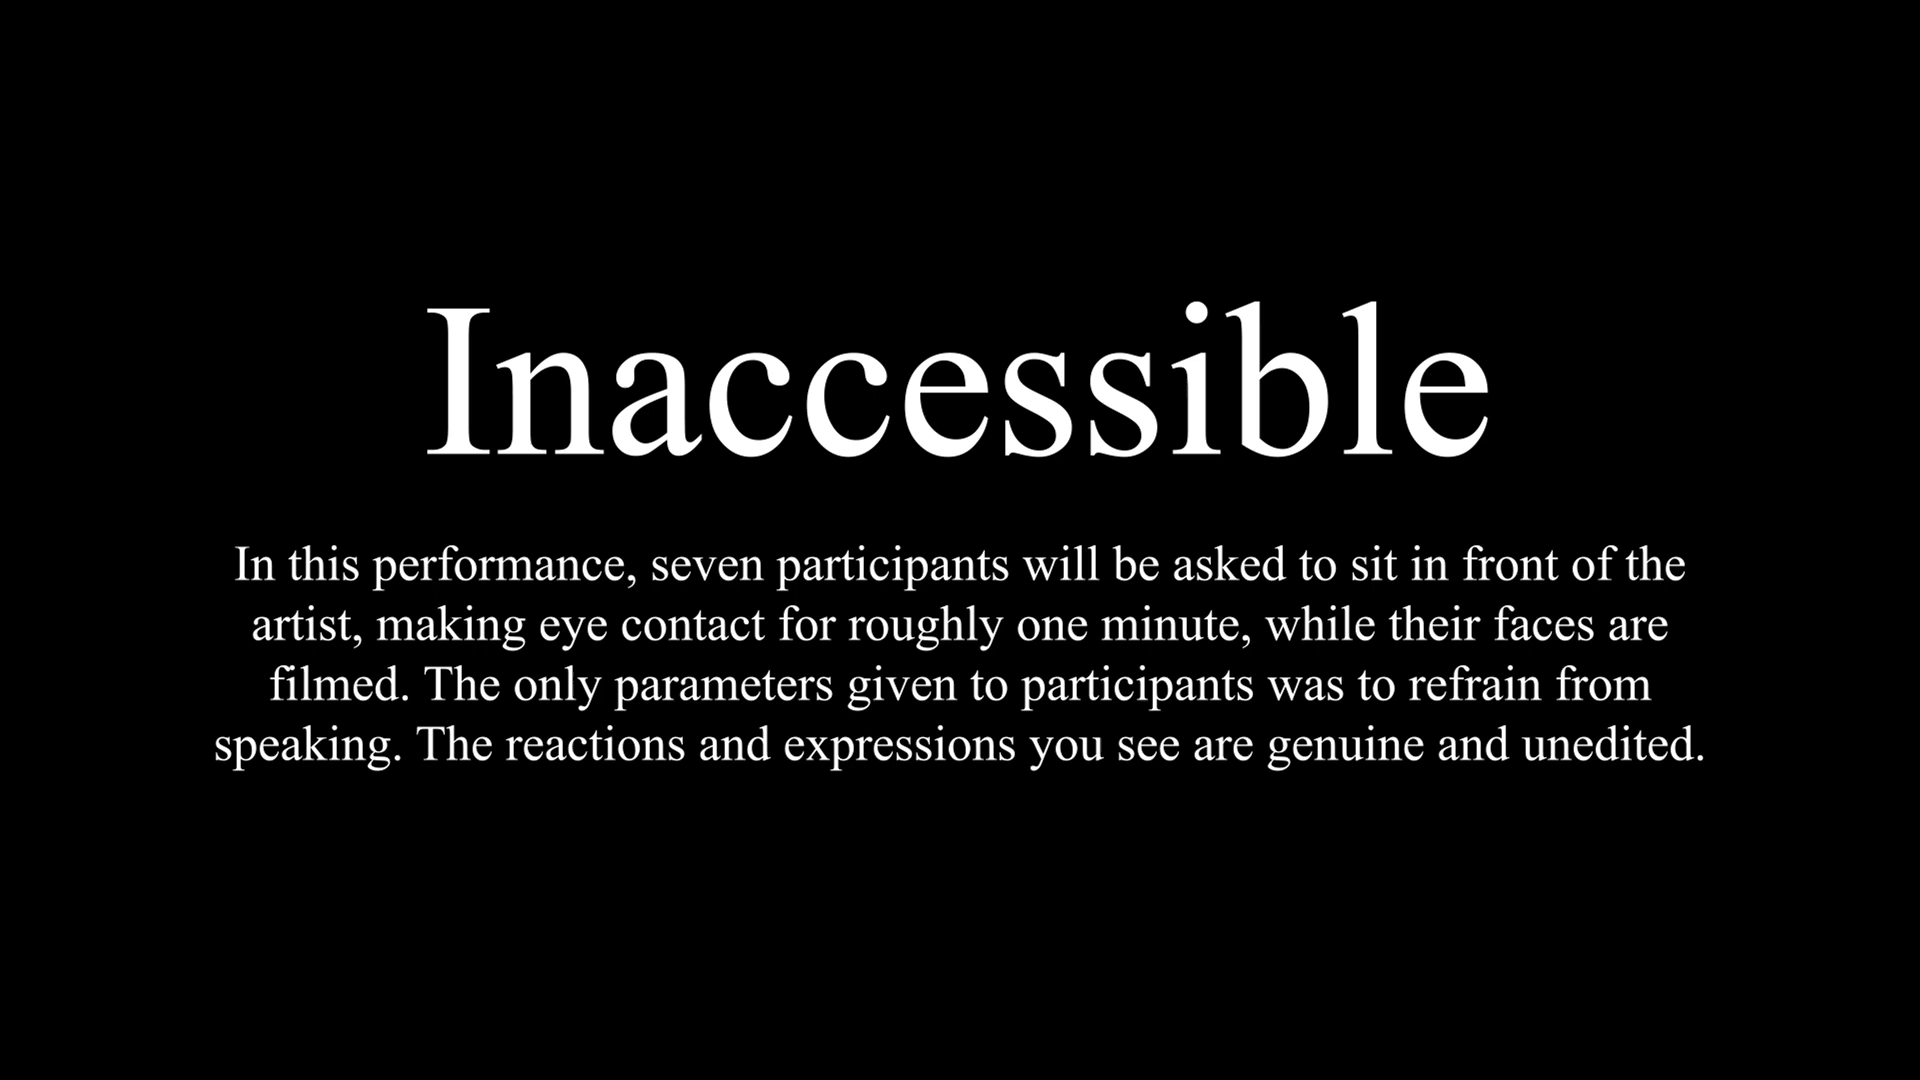 Inaccessible
In this performance, seven participants will be asked to sit in front of the
artist, making eye contact for roughly one minute, while their faces are
filmed. The only parameters given to participants was to refrain from
speaking. The reactions and expressions you see are genuine and unedited.